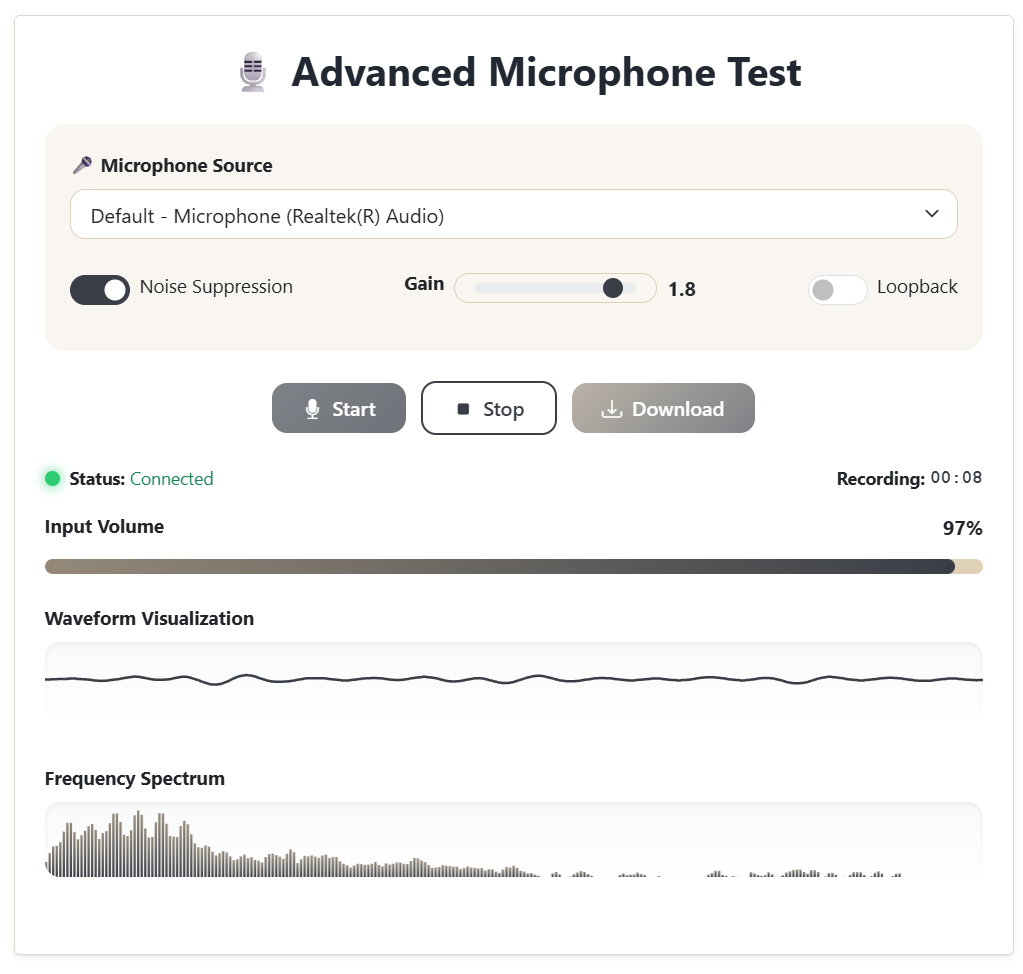 Advanced Microphone Test
Microphone Source
Default - Microphone (Realtek(R) Audio)
Noise Suppression
Gain
1.8
Loopback
Start
Stop
Download
Status: Connected
Recording: 00:08
Input Volume
97%
Waveform Visualization
Frequency Spectrum